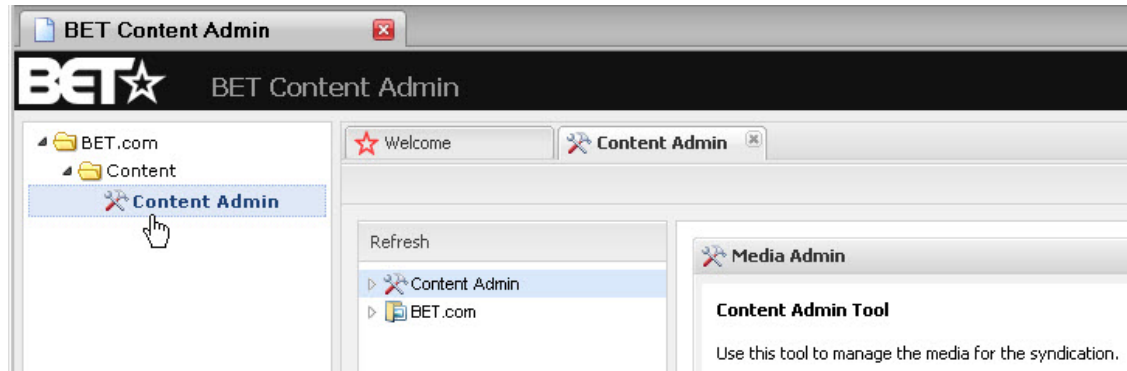 BET Content Admin
BET BET Content Admin
BET.com
Content
Content Admin
Welcome
Content Admin
Refresh
Content Admin
BET.com
Media Admin
Content Admin Tool
Use this tool to manage the media for the syndication.